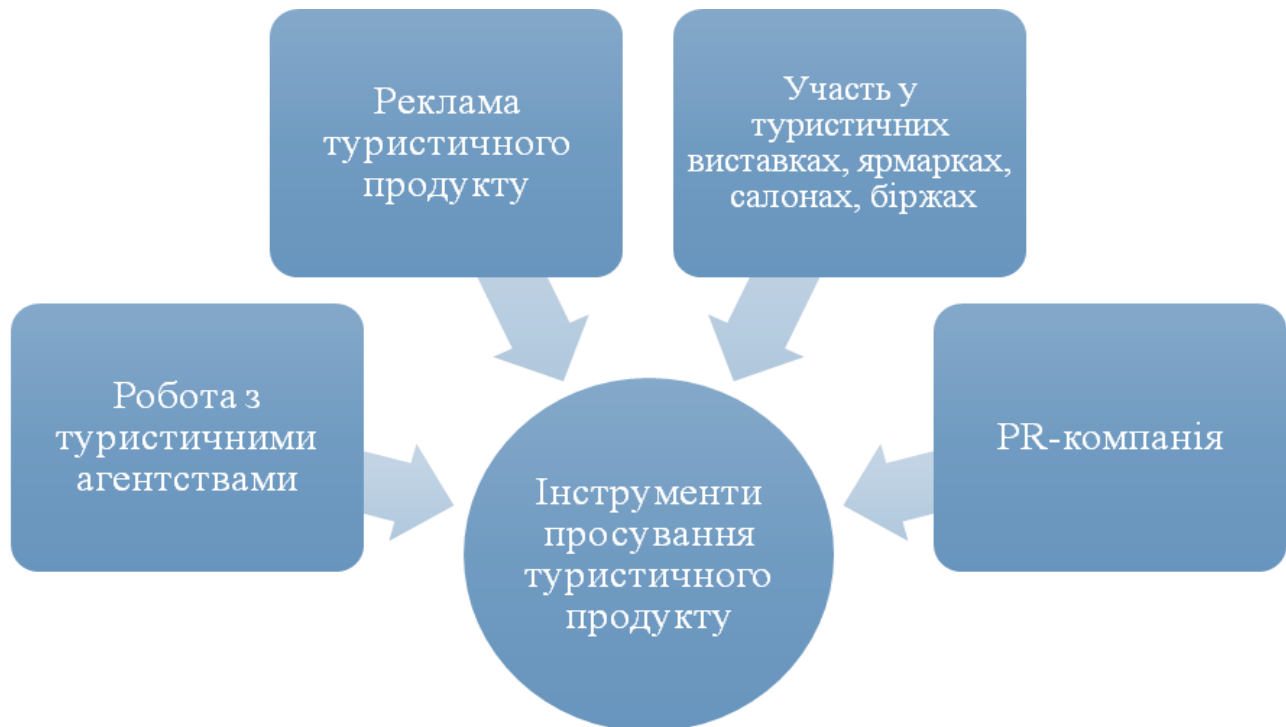 Реклама
туристичного
продукту
Участь у
туристичних
виставках, ярмарках,
салонах, біржах
Робота з
туристичними
агентствами
PR-компанія
Інструменти
просування
туристичного
продукту